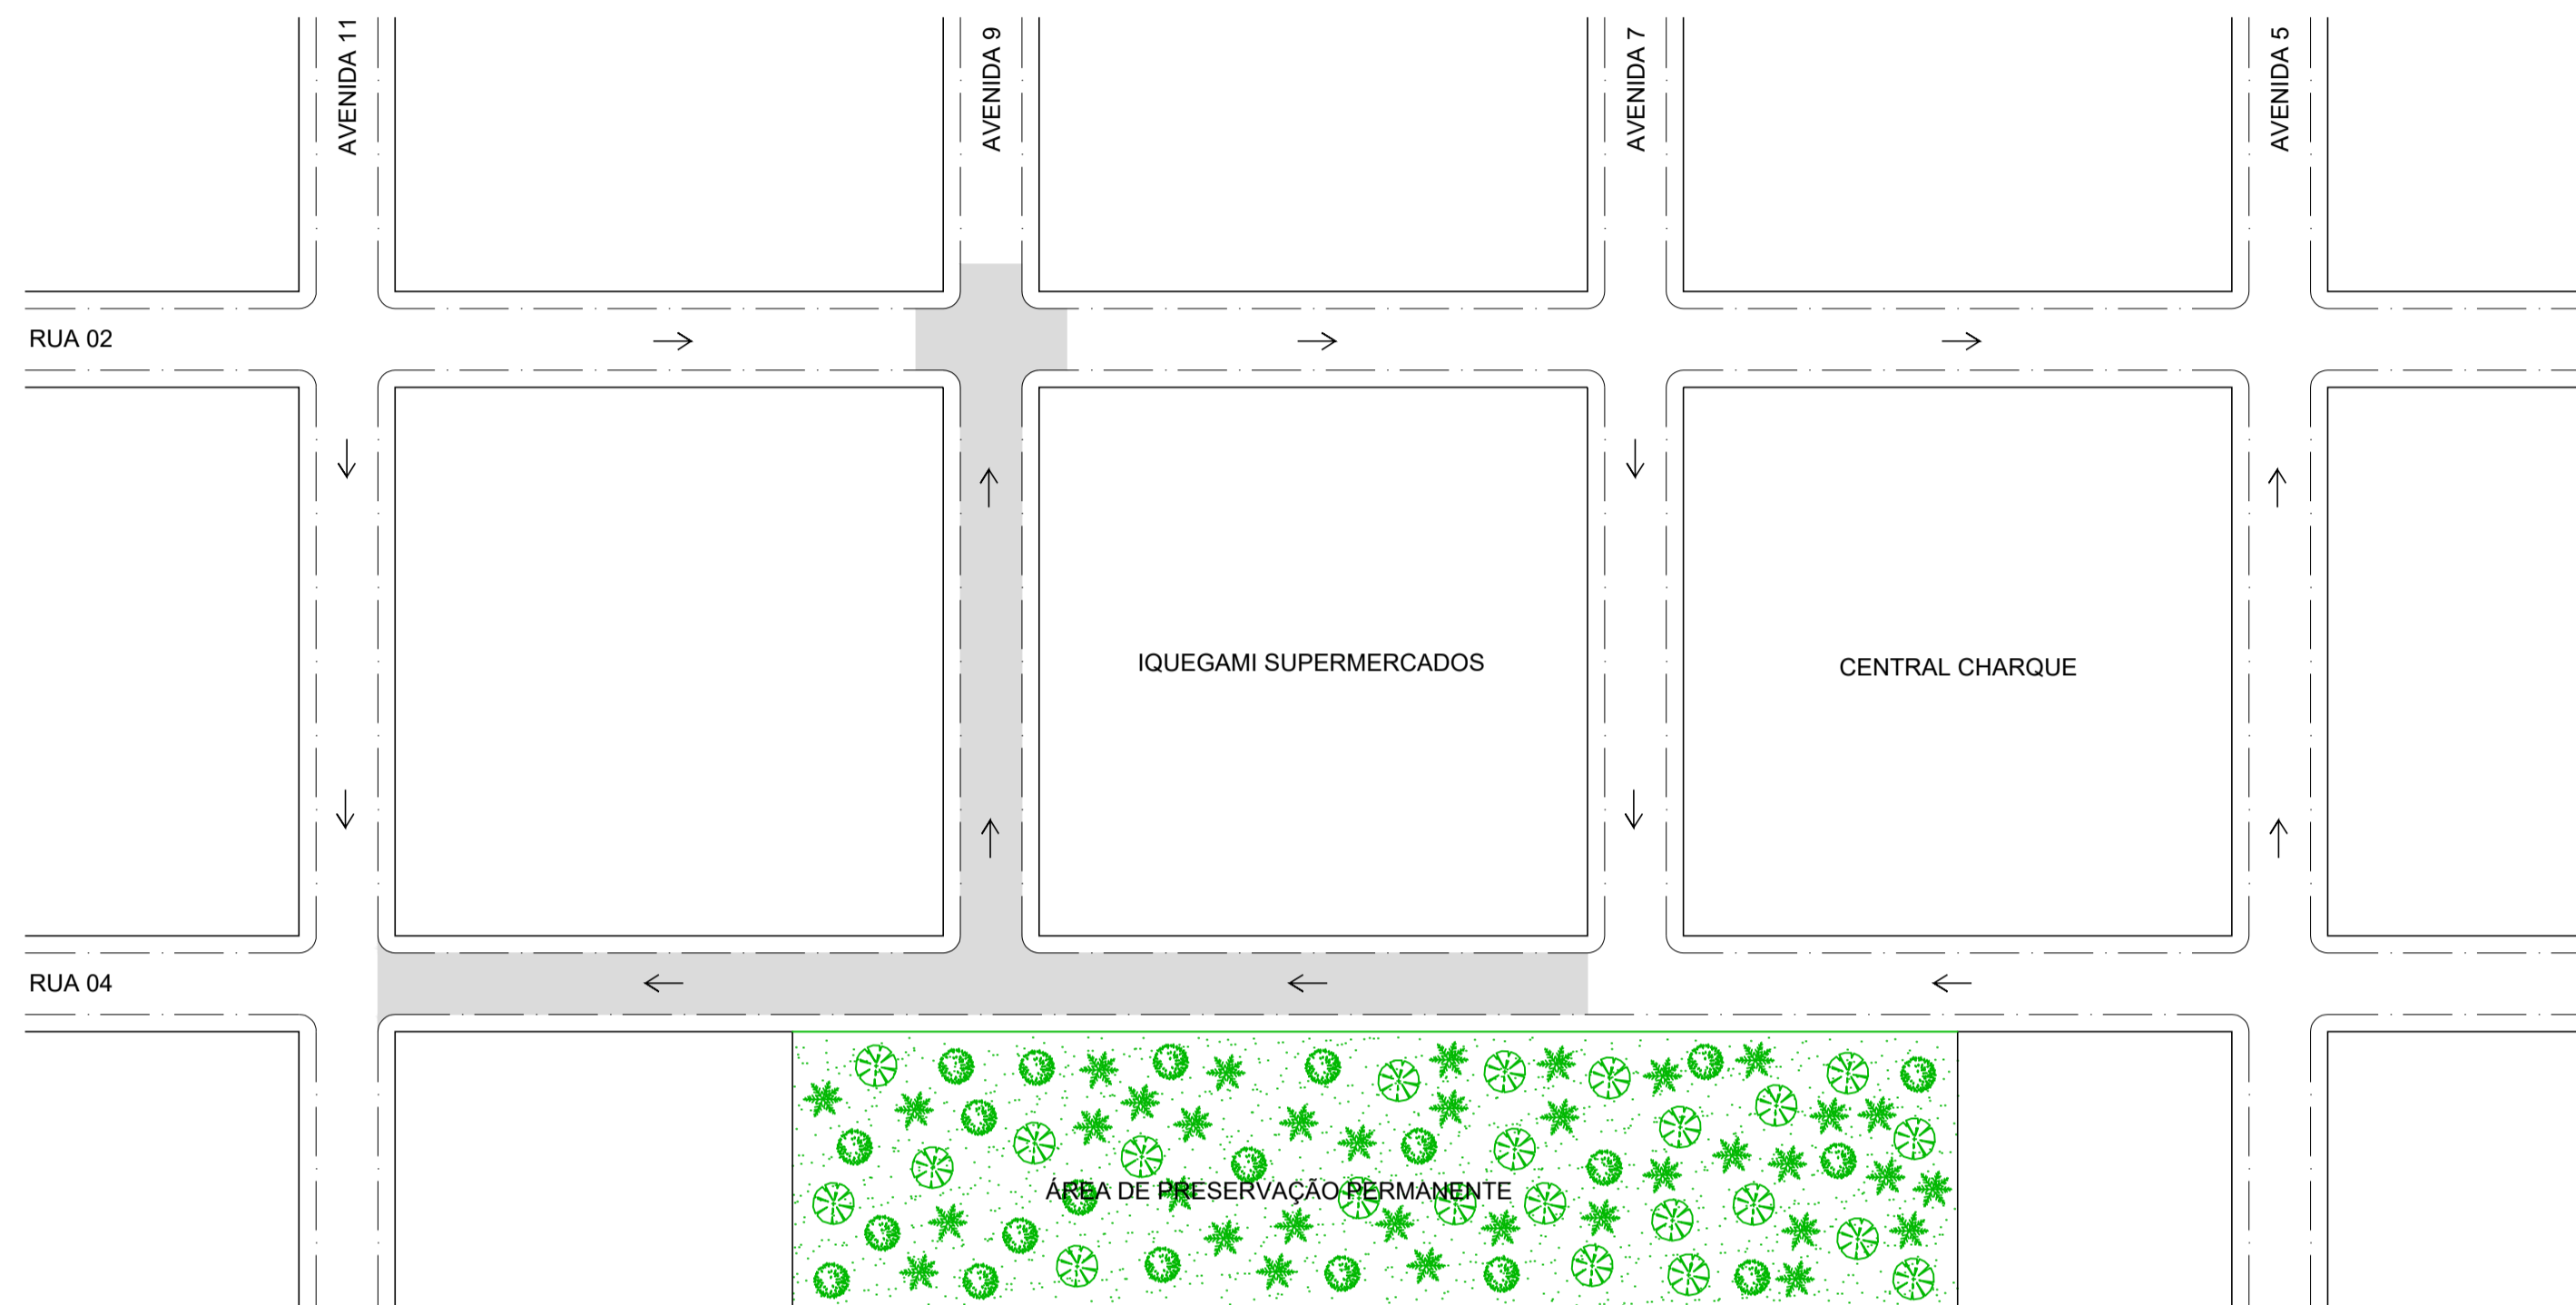 AVENIDA 11
AVENIDA 9
AVENIDA 7
AVENIDA 5
RUA 02
IQUEGAMI SUPERMERCADOS
CENTRAL CHARQUE
RUA 04
ÁREA DE PRESERVAÇÃO PERMANENTE